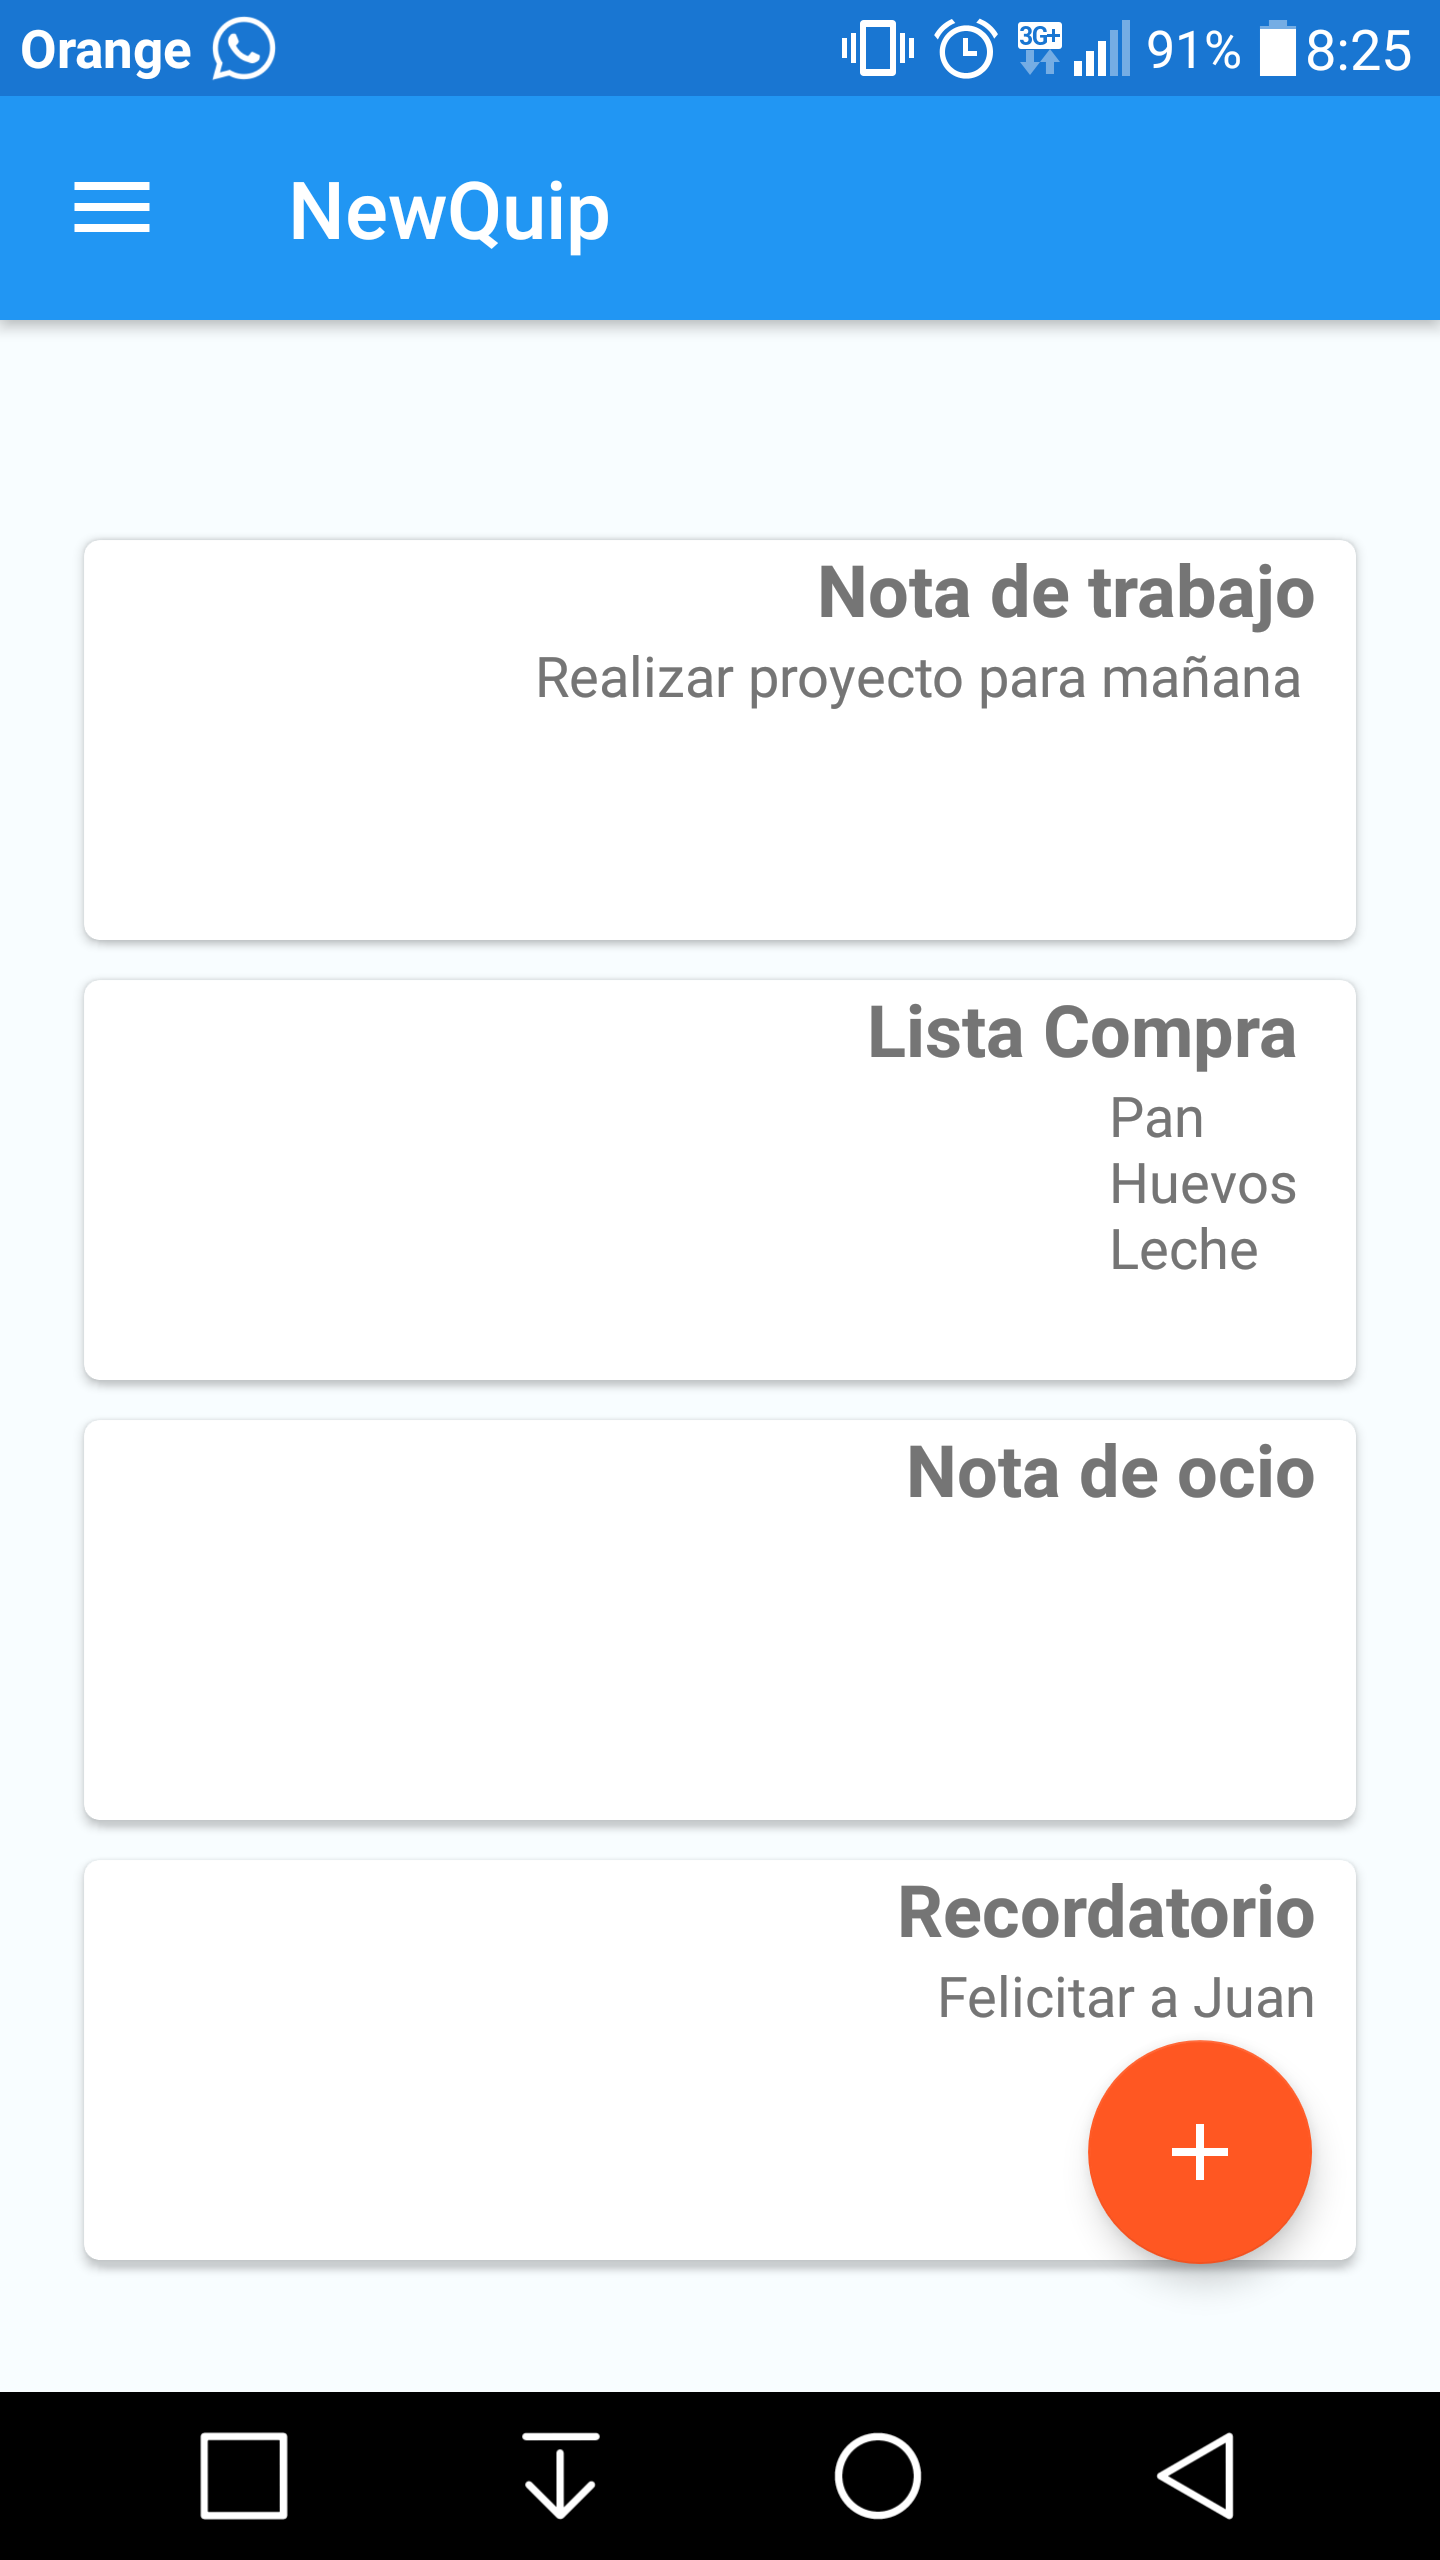 Orange 3G+ 91% 8:25
NewQuip
Nota de trabajo
Realizar proyecto para mañana
Lista Compra
Pan
Huevos
Leche
Nota de ocio
Recordatorio
Felicitar a Juan